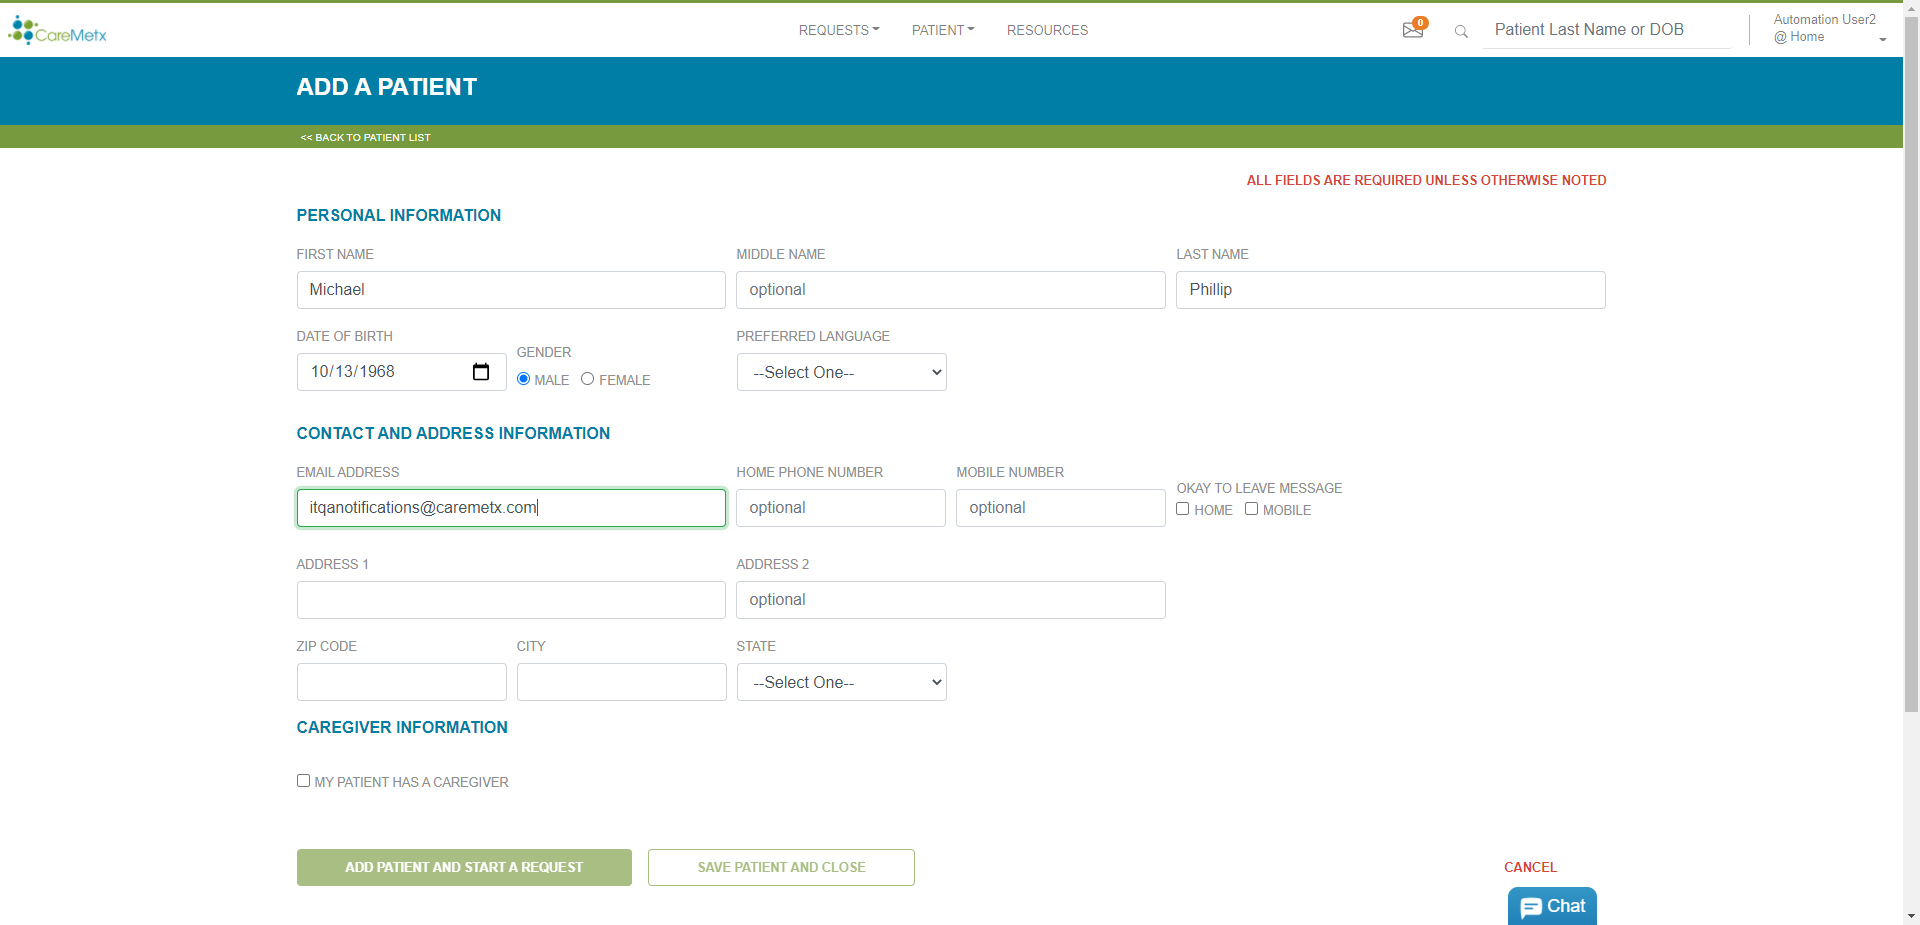 CareMetx
REQUESTS
PATIENT
RESOURCES
0
Patient Last Name or DOB
Automation User2
@ Home
ADD A PATIENT
<< BACK TO PATIENT LIST
ALL FIELDS ARE REQUIRED UNLESS OTHERWISE NOTED
PERSONAL INFORMATION
FIRST NAME
MIDDLE NAME
LAST NAME
Michael
optional
Phillip
DATE OF BIRTH
GENDER
PREFERRED LANGUAGE
10/13/1968
MALE
FEMALE
--Select One--
CONTACT AND ADDRESS INFORMATION
EMAIL ADDRESS
HOME PHONE NUMBER
MOBILE NUMBER
OKAY TO LEAVE MESSAGE
itqanotifications@caremetx.com
optional
optional
HOME
MOBILE
ADDRESS 1
ADDRESS 2
optional
ZIP CODE
CITY
STATE
--Select One--
CAREGIVER INFORMATION
MY PATIENT HAS A CAREGIVER
ADD PATIENT AND START A REQUEST
SAVE PATIENT AND CLOSE
CANCEL
Chat